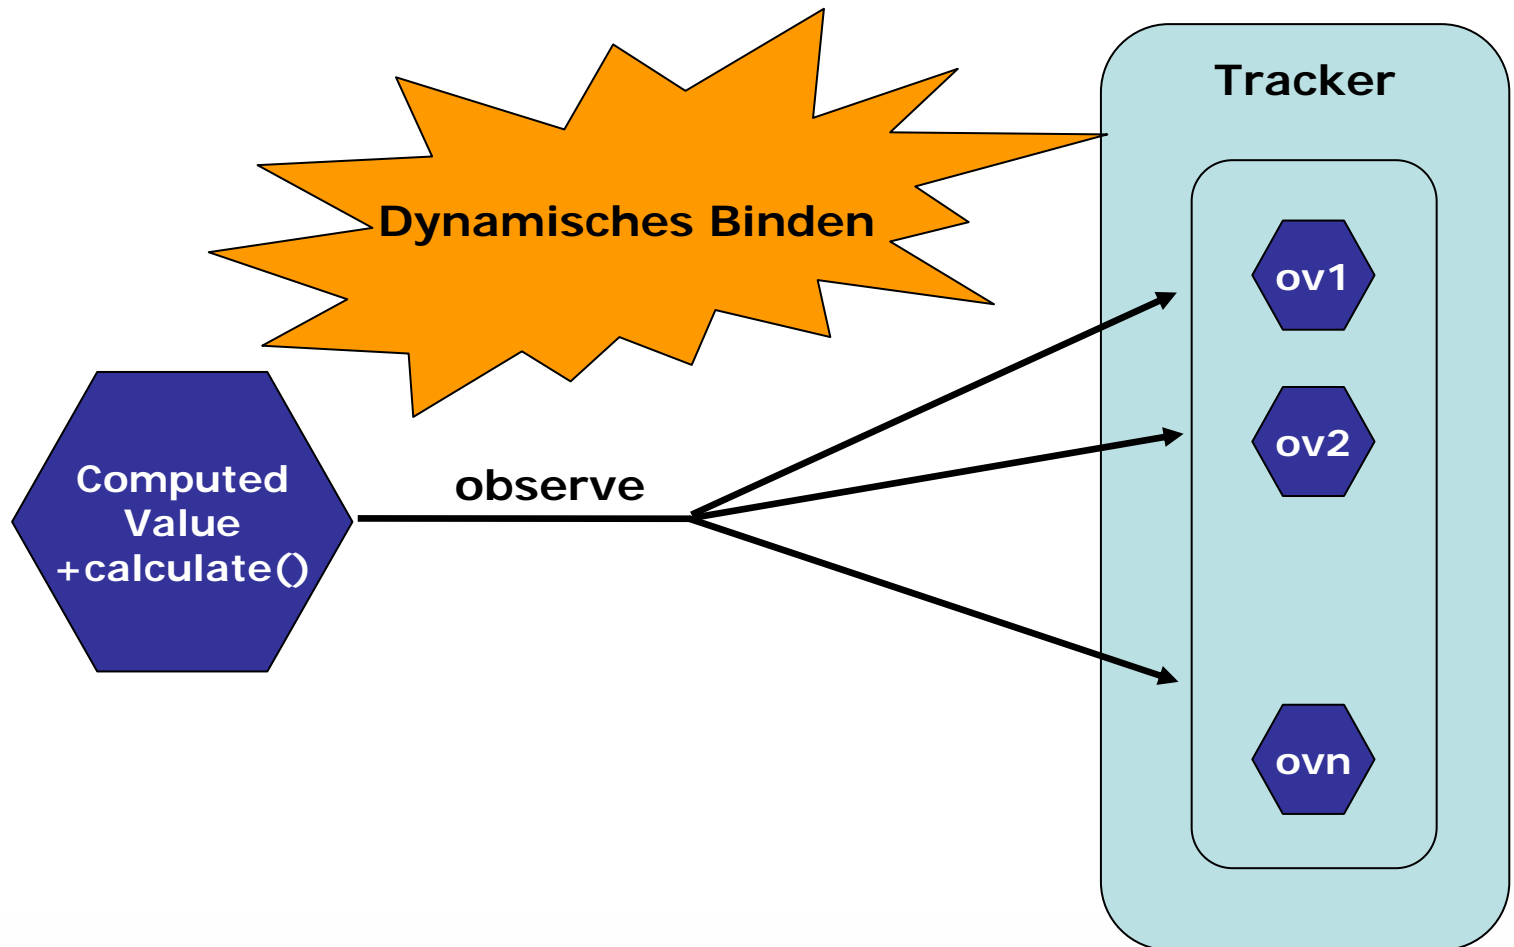 Tracker
Dynamisches Binden
ov1
ov2
observe
Computed
Value
+calculate()
ovn